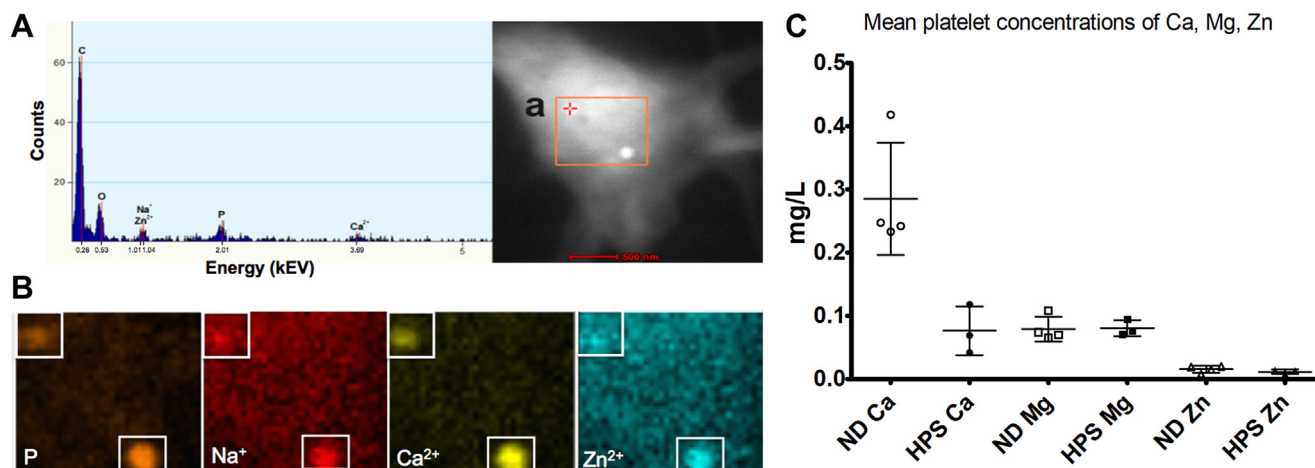 A
Counts
60
40
20
C
O
Na⁺
Zn²⁺
P
Ca²⁺
0.28 0.53 1.01 1.04 2.01 3.69 5
Energy (kEV)
a
500 nm
B
P
Na⁺
Ca²⁺
Zn²⁺
C
Mean platelet concentrations of Ca, Mg, Zn
mg/L
0.5
0.4
0.3
0.2
0.1
0.0
ND Ca
HPS Ca
ND Mg
HPS Mg
ND Zn
HPS Zn